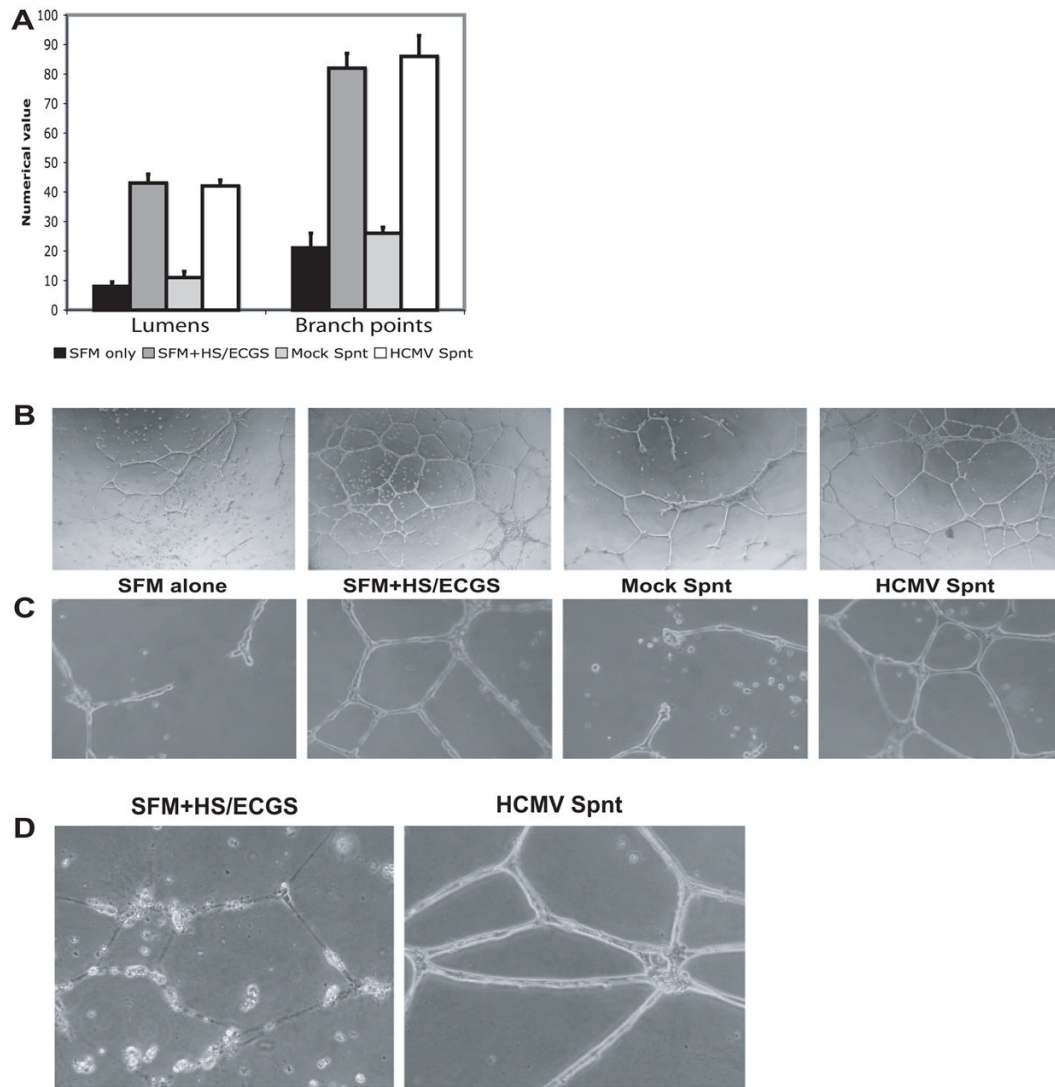 A
100
90
80
70
60
50
40
30
20
10
0
Numerical value
Lumens Branch points
SFM only SFM+HS/ECGS Mock Spnt HCMV Spnt
B
SFM alone SFM+HS/ECGS Mock Spnt HCMV Spnt
C
SFM+HS/ECGS HCMV Spnt
D